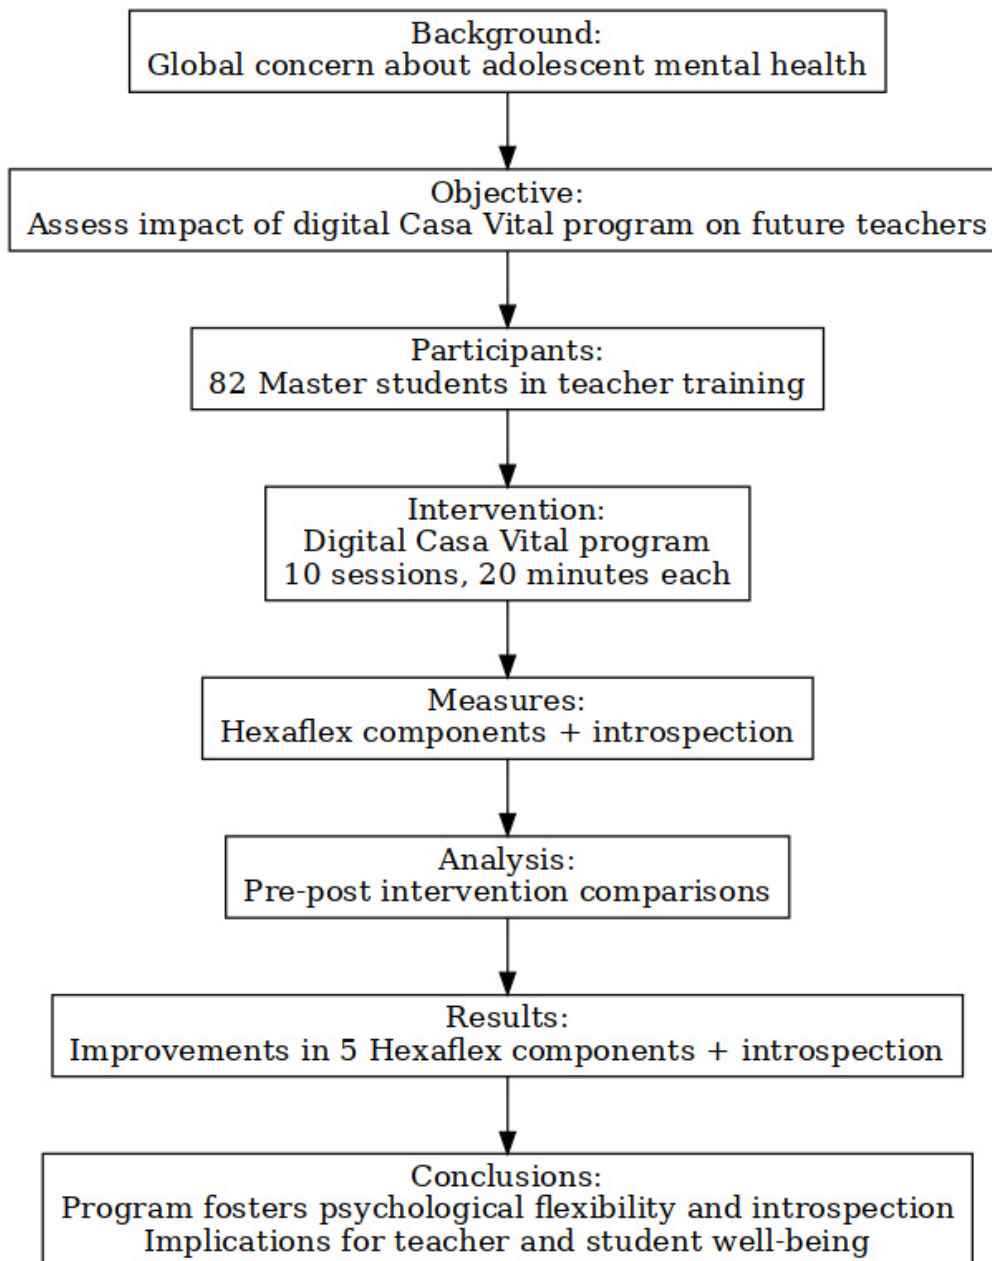 Background:
Global concern about adolescent mental health
Objective:
Assess impact of digital Casa Vital program on future teachers
Participants:
82 Master students in teacher training
Intervention:
Digital Casa Vital program
10 sessions, 20 minutes each
Measures:
Hexaflex components + introspection
Analysis:
Pre-post intervention comparisons
Results:
Improvements in 5 Hexaflex components + introspection
Conclusions:
Program fosters psychological flexibility and introspection
Implications for teacher and student well-being